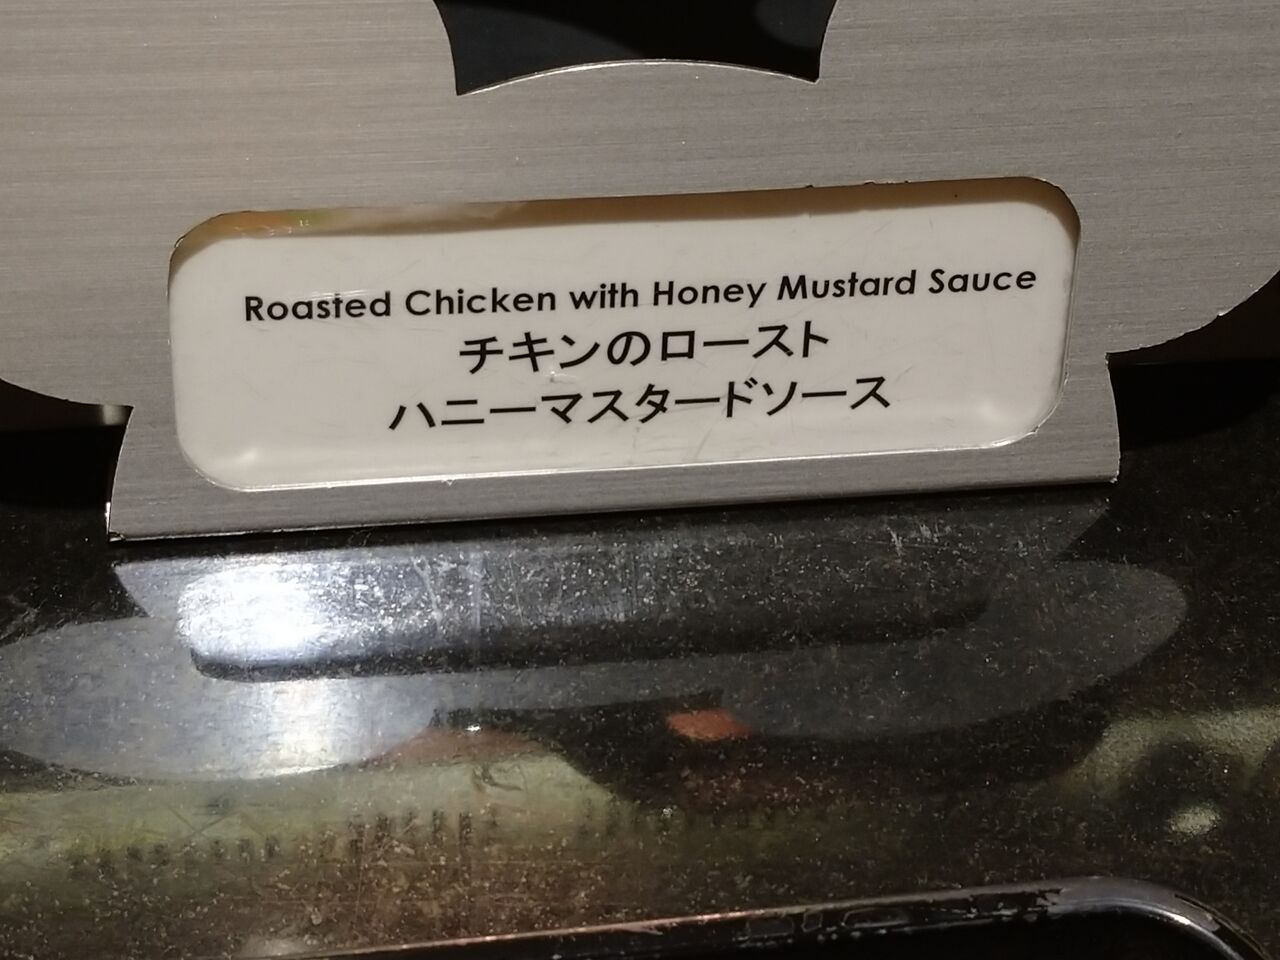 Roasted Chicken with Honey Mustard Sauce
チキンのロースト
ハニーマスタードソース